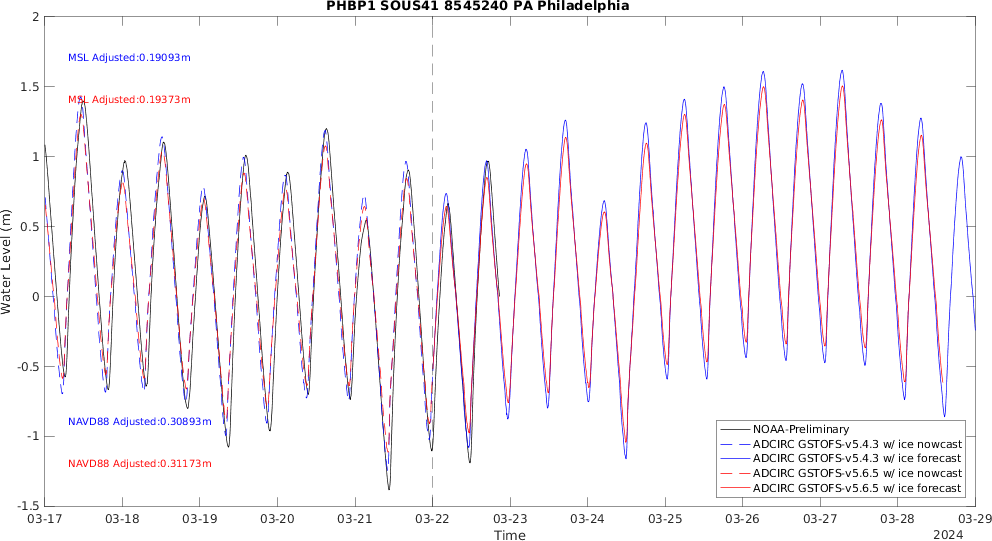 PHBP1 SOUS41 8545240 PA Philadelphia
2
1.5
1
0.5
0
-0.5
-1
-1.5
Water Level (m)
MSL Adjusted:0.19093m
MSL Adjusted:0.19373m
NAVD88 Adjusted:0.30893m
NAVD88 Adjusted:0.31173m
NOAA-Preliminary
ADCIRC GSTOFS-v5.4.3 w/ ice nowcast
ADCIRC GSTOFS-v5.4.3 w/ ice forecast
ADCIRC GSTOFS-v5.6.5 w/ ice nowcast
ADCIRC GSTOFS-v5.6.5 w/ ice forecast
03-17 03-18 03-19 03-20 03-21 03-22 03-23 03-24 03-25 03-26 03-27 03-28 03-29
Time
2024